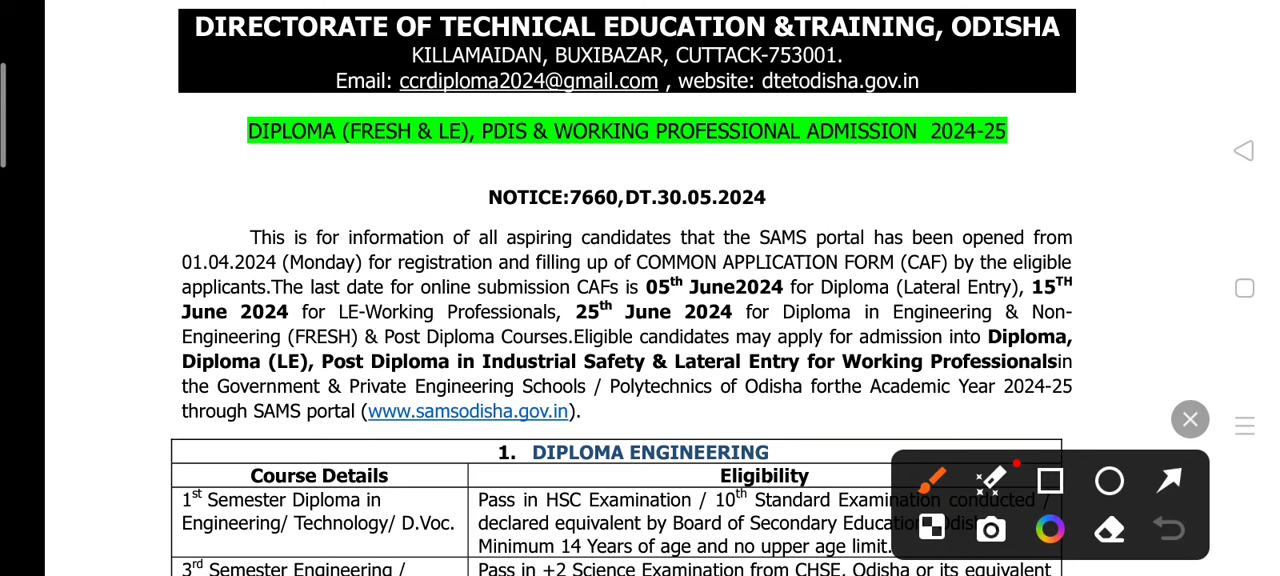 DIRECTORATE OF TECHNICAL EDUCATION &TRAINING, ODISHA
KILLAMAIDAN, BUXIBAZAR, CUTTACK-753001.
Email: ccrdiploma2024@gmail.com , website: dtetodisha.gov.in
DIPLOMA (FRESH & LE), PDIS & WORKING PROFESSIONAL ADMISSION 2024-25
NOTICE:7660,DT.30.05.2024
This is for information of all aspiring candidates that the SAMS portal has been opened from
01.04.2024 (Monday) for registration and filling up of COMMON APPLICATION FORM (CAF) by the eligible
applicants.The last date for online submission CAFs is 05th June2024 for Diploma (Lateral Entry), 15TH
June 2024 for LE-Working Professionals, 25th June 2024 for Diploma in Engineering & Non-
Engineering (FRESH) & Post Diploma Courses.Eligible candidates may apply for admission into Diploma,
Diploma (LE), Post Diploma in Industrial Safety & Lateral Entry for Working Professionalsin
the Government & Private Engineering Schools / Polytechnics of Odisha forthe Academic Year 2024-25
through SAMS portal (www.samsodisha.gov.in).
1. DIPLOMA ENGINEERING
Course Details Eligibility
1st Semester Diploma in
Engineering/ Technology/ D.Voc.
Pass in HSC Examination / 10th Standard Examination conducted /
declared equivalent by Board of Secondary Education, Odisha
Minimum 14 Years of age and no upper age limit.
3rd Semester Engineering /
Pass in +2 Science Examination from CHSE, Odisha or its equivalent